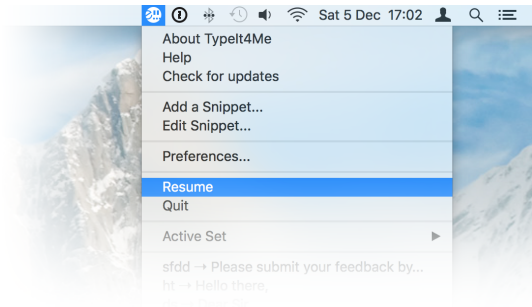 Sat 5 Dec 17:02
About TypeIt4Me
Help
Check for updates
Add a Snippet...
Edit Snippet...
Preferences...
Resume
Quit
Active Set
sfdd → Please submit your feedback by...
ht → Hello there,